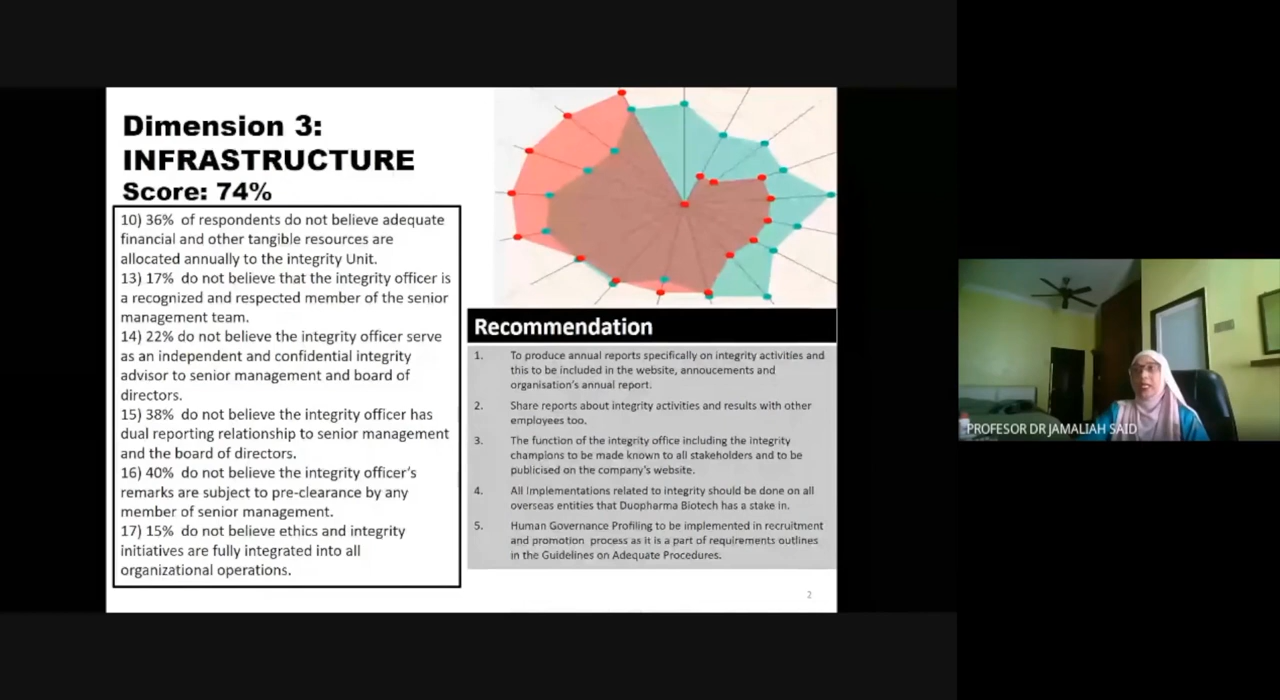 Dimension 3:
INFRASTRUCTURE
Score: 74%
10) 36% of respondents do not believe adequate
financial and other tangible resources are
allocated annually to the integrity Unit.
13) 17% do not believe that the integrity officer is
a recognized and respected member of the senior
management team.
14) 22% do not believe the integrity officer serve
as an independent and confidential integrity
advisor to senior management and board of
directors.
15) 38% do not believe the integrity officer has
dual reporting relationship to senior management
and the board of directors.
16) 40% do not believe the integrity officer's
remarks are subject to pre-clearance by any
member of senior management.
17) 15% do not believe ethics and integrity
initiatives are fully integrated into all
organizational operations.
Recommendation
1. To produce annual reports specifically on integrity activities and
this to be included in the website, annoucements and
organisation's annual report.
2. Share reports about integrity activities and results with other
employees too.
3. The function of the integrity office including the integrity
champions to be made known to all stakeholders and to be
publicised on the company's website.
4. All Implementations related to integrity should be done on all
overseas entities that Duopharma Biotech has a stake in.
5. Human Governance Profiling to be implemented in recruitment
and promotion process as it is a part of requirements outlines
in the Guidelines on Adequate Procedures.
2
PROFESOR DR JAMALIAH SAID